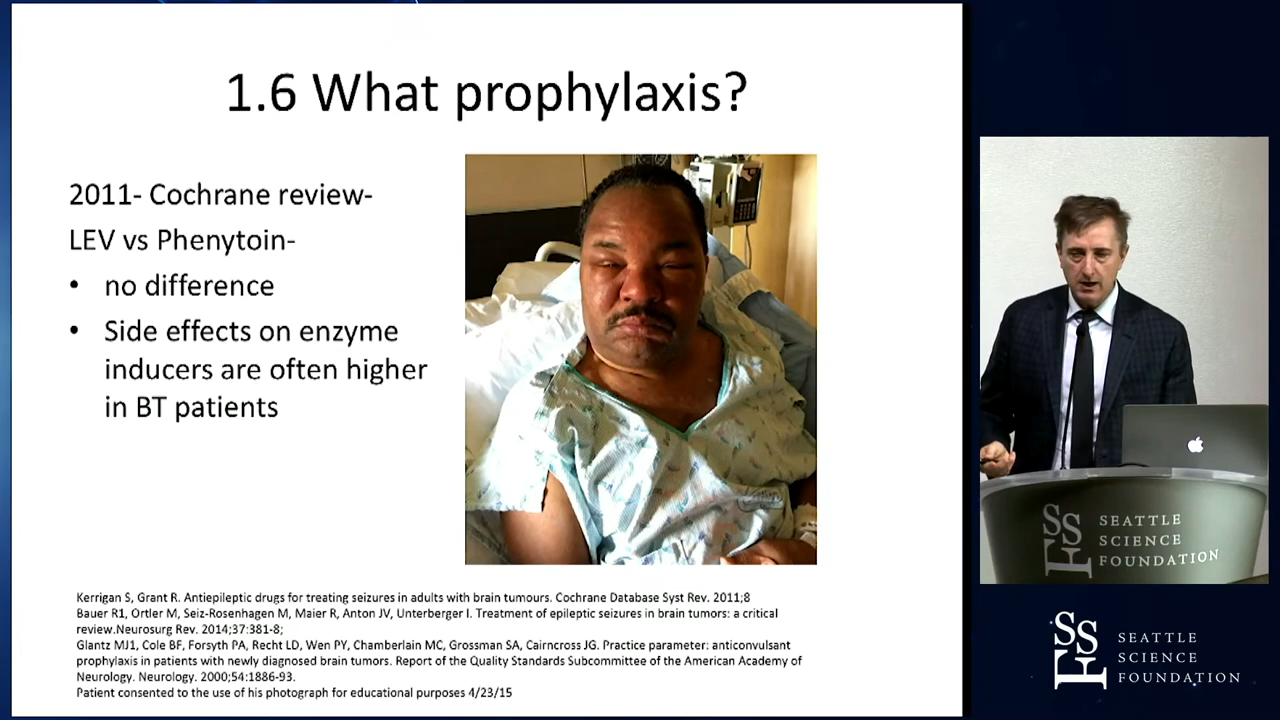 1.6 What prophylaxis?
2011- Cochrane review-
LEV vs Phenytoin-
• no difference
• Side effects on enzyme
inducers are often higher
in BT patients
Kerrigan S, Grant R. Antiepileptic drugs for treating seizures in adults with brain tumours. Cochrane Database Syst Rev. 2011;8
Bauer R1, Ortler M, Seiz-Rosenhagen M, Maier R, Anton JV, Unterberger I. Treatment of epileptic seizures in brain tumors: a critical
review.Neurosurg Rev. 2014;37:381-8;
Glantz MJ1, Cole BF, Forsyth PA, Recht LD, Wen PY, Chamberlain MC, Grossman SA, Cairncross JG. Practice parameter: anticonvulsant
prophylaxis in patients with newly diagnosed brain tumors. Report of the Quality Standards Subcommittee of the American Academy of
Neurology. Neurology. 2000;54:1886-93.
Patient consented to the use of his photograph for educational purposes 4/23/15
SSF
SEATTLE
SCIENCE
FOUNDATION
SSF
SEATTLE
SCIENCE
FOUNDATION